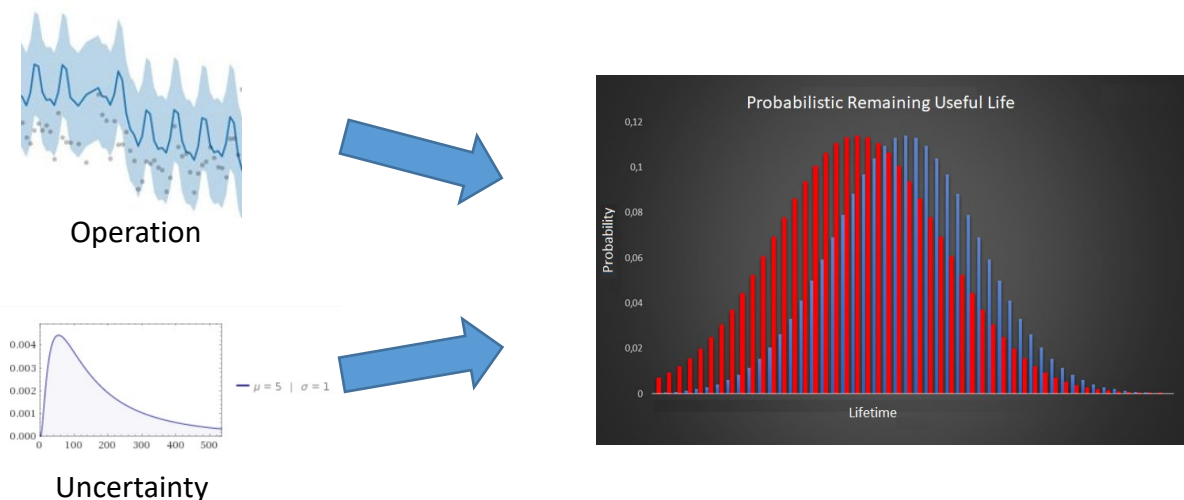 Operation
0.004
0.003
0.002
0.001
0.000
0 100 200 300 400 500
μ = 5 | σ = 1
Uncertainty
Probabilistic Remaining Useful Life
0,12
0,1
0,08
0,06
0,04
0,02
0
Probability
Lifetime